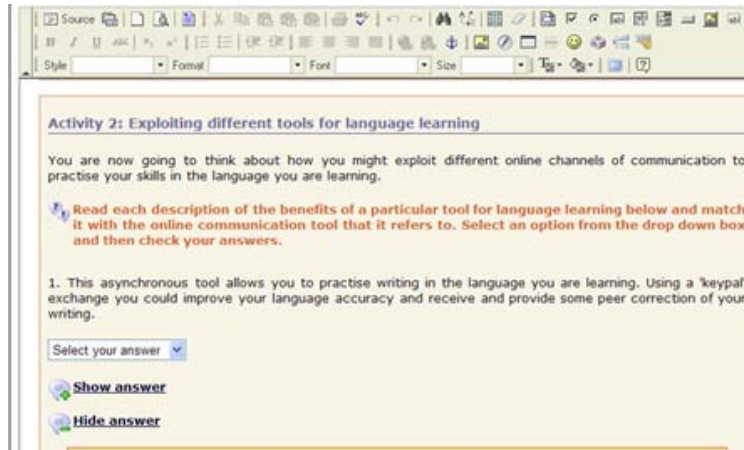 Source
B I U ABC
Style Format Font Size
Activity 2: Exploiting different tools for language learning
You are now going to think about how you might exploit different online channels of communication to
practise your skills in the language you are learning.
Read each description of the benefits of a particular tool for language learning below and match
it with the online communication tool that it refers to. Select an option from the drop down box
and then check your answers.
1. This asynchronous tool allows you to practise writing in the language you are learning. Using a 'keypal'
exchange you could improve your language accuracy and receive and provide some peer correction of your
writing.
Select your answer
Show answer
Hide answer